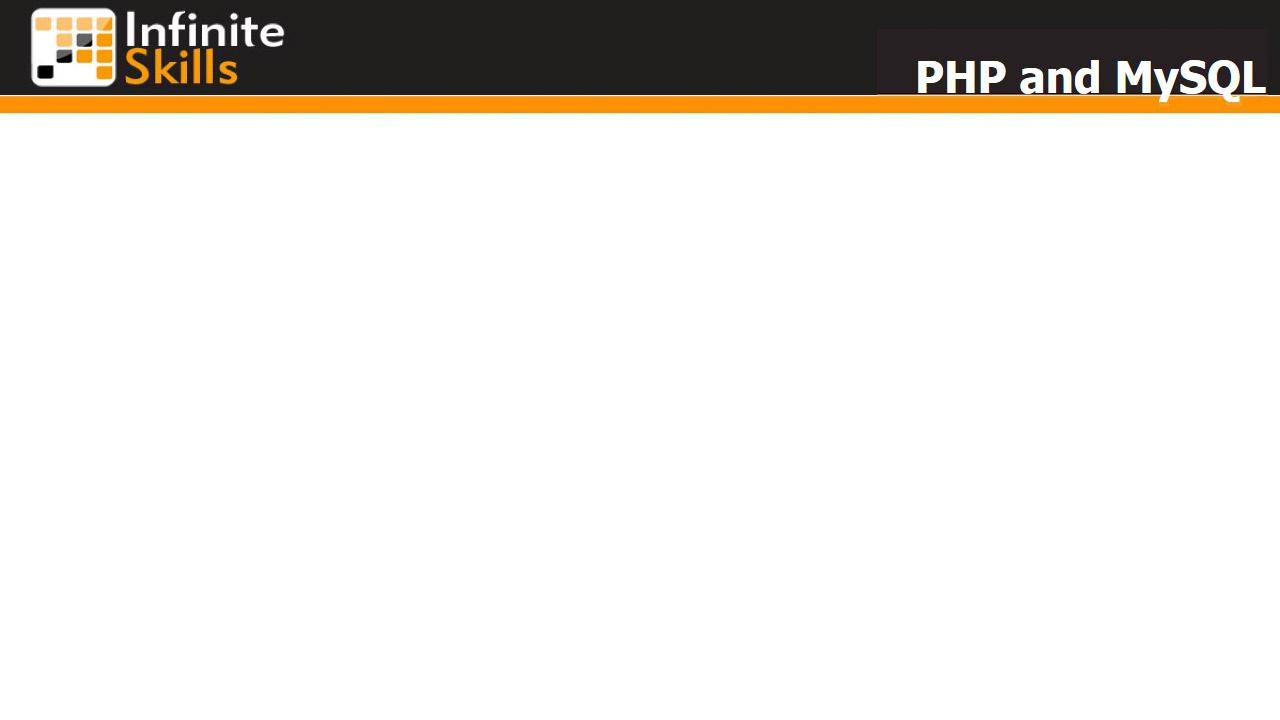 Infinite
Skills
PHP and MySQL